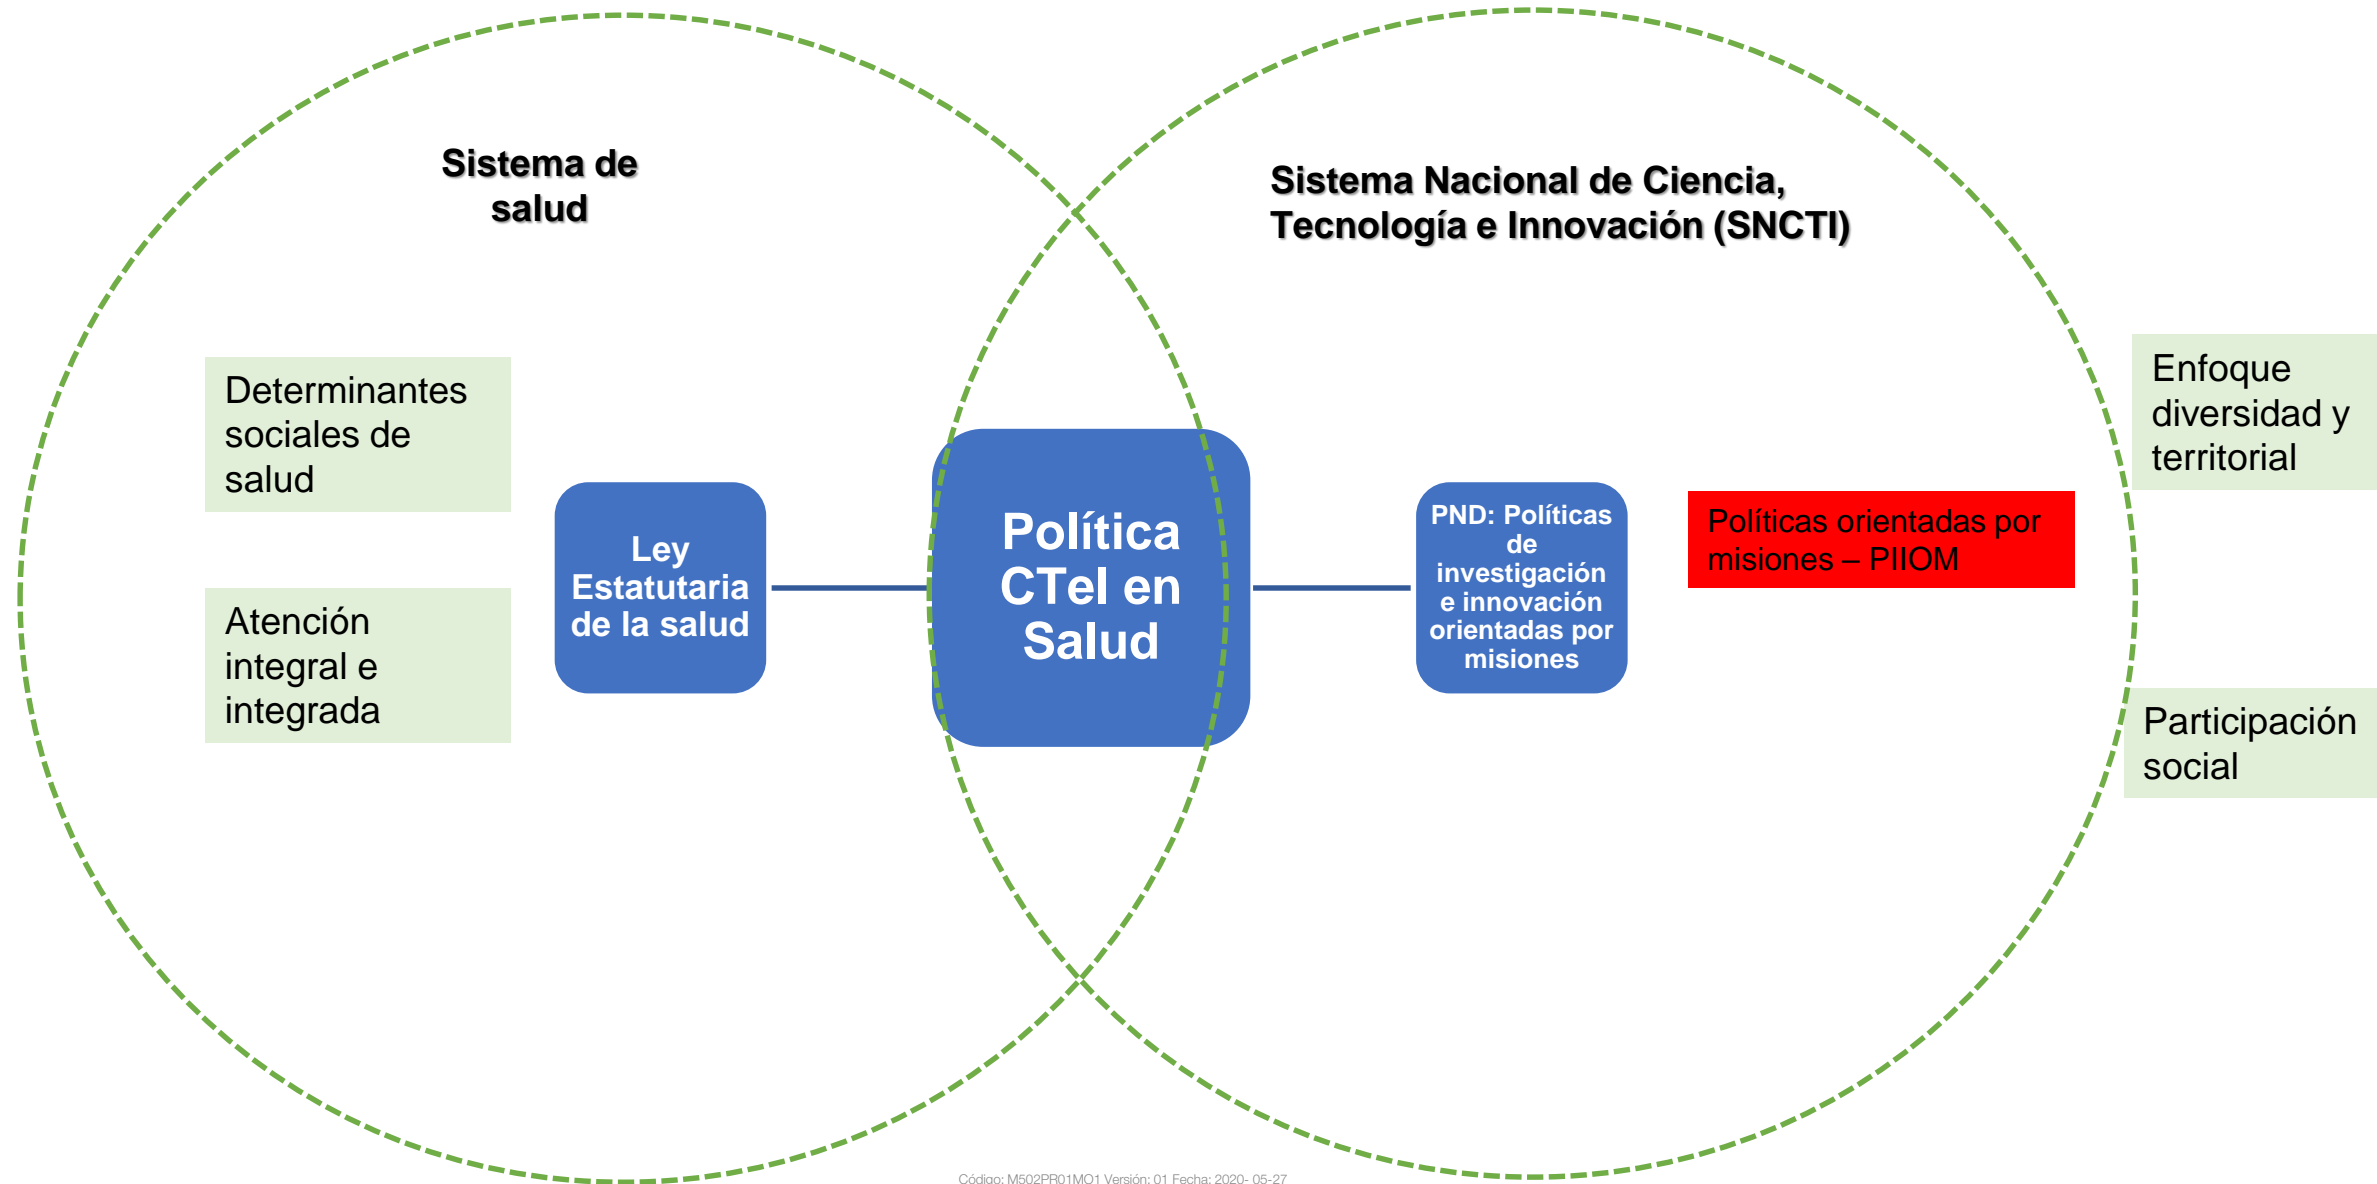 Sistema de
salud
Sistema Nacional de Ciencia,
Tecnología e Innovación (SNCTI)
Determinantes
sociales de
salud
Atención
integral e
integrada
Ley
Estatutaria
de la salud
Política
CTeI en
Salud
PND: Políticas
de
investigación
e innovación
orientadas por
misiones
Políticas orientadas por
misiones – PIIOM
Enfoque
diversidad y
territorial
Participación
social
Código: M502PR01MO1 Versión: 01 Fecha: 2020- 05-27